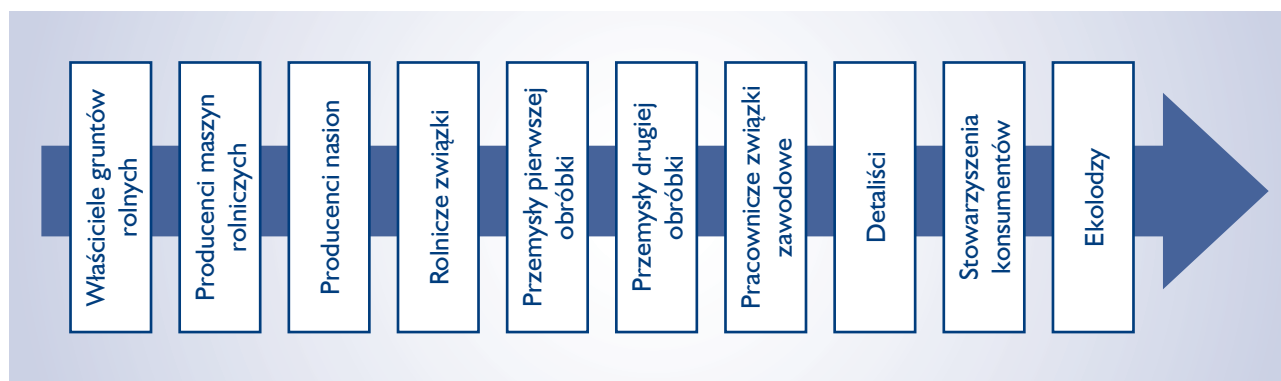 Właściciele gruntów
rolnych
Producenci maszyn
rolniczych
Producenci nasion
Rolnicze związki
Przemysły pierwszej
obróbki
Przemysły drugiej
obróbki
Pracownicze związki
zawodowe
Detaliści
Stowarzyszenia
konsumentów
Ekolodzy